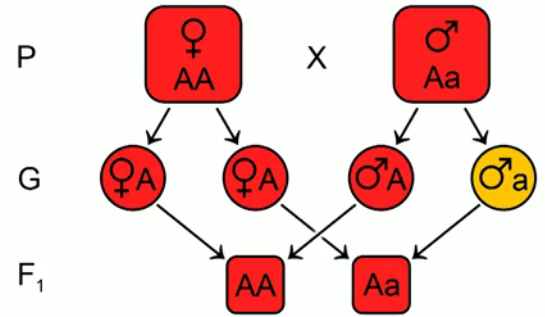 P ♀ AA X ♂ Aa
G ♀A ♀A ♂A ♂a
F₁ AA Aa